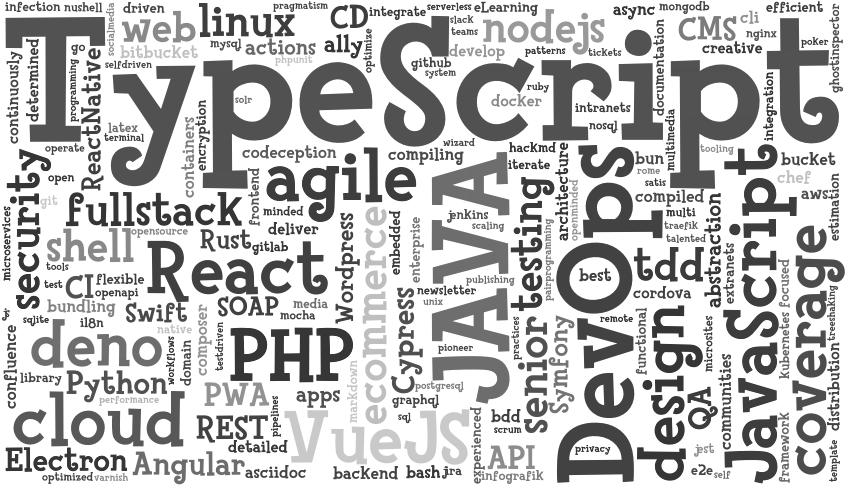 infection nushell
driven
socialmedia
web
linux
pragmatism
CD
integrate
serverless
eLearning
slack
teams
nodejs
async
mongodb
CMS
cli
efficient
nginx
creative
poker
ghostinspector
bitbucket
mysql
actions
ally
optimize
phpunit
develop
patterns
tickets
github
system
documentation
continuously
determined
programming
go
ReactNative
selfdriven
TypeScript
solr
docker
ruby
intranets
nosql
multimedia
integration
tooling
latex
terminal
containers
encryption
operate
codeception
compiling
wizard
hackmd
iterate
architecture
openminded
bun
rome
satis
bucket
chef
aws
estimation
security
open
git
microservices
fullstack
frontend
agile
minded
deliver
opensource
shell
tools
Rust
gitlab
React
Wordpress
ecommerce
embedded
enterprise
JAVA
jenkins
scaling
publishing
testing
pairprogramming
DevOps
best
compiled
multi
traefik
talented
tdd
cordova
abstraction
extranets
JavaScript
coverage
kubernetes focused
treeshaking
test
CI
flexible
openapi
bundling
Swift
SOAP
media
mocha
newsletter
unix
sqlite
il8n
native
deno
composer
testdriven
PHP
Cypress
pioneer
practices
senior
Symfony
remote
functional
design
microsites
confluence
library
Python
workflows
domain
performance
PWA
apps
markdown
postgresql
graphql
sql
QA
communities
distribution
cloud
REST
pipelines
detailed
VueJS
experienced
bdd
scrum
privacy
jest
framework
template
Electron
Angular
optimized
varnish
asciidoc
backend
bash
jira
API
infografik
e2e
self